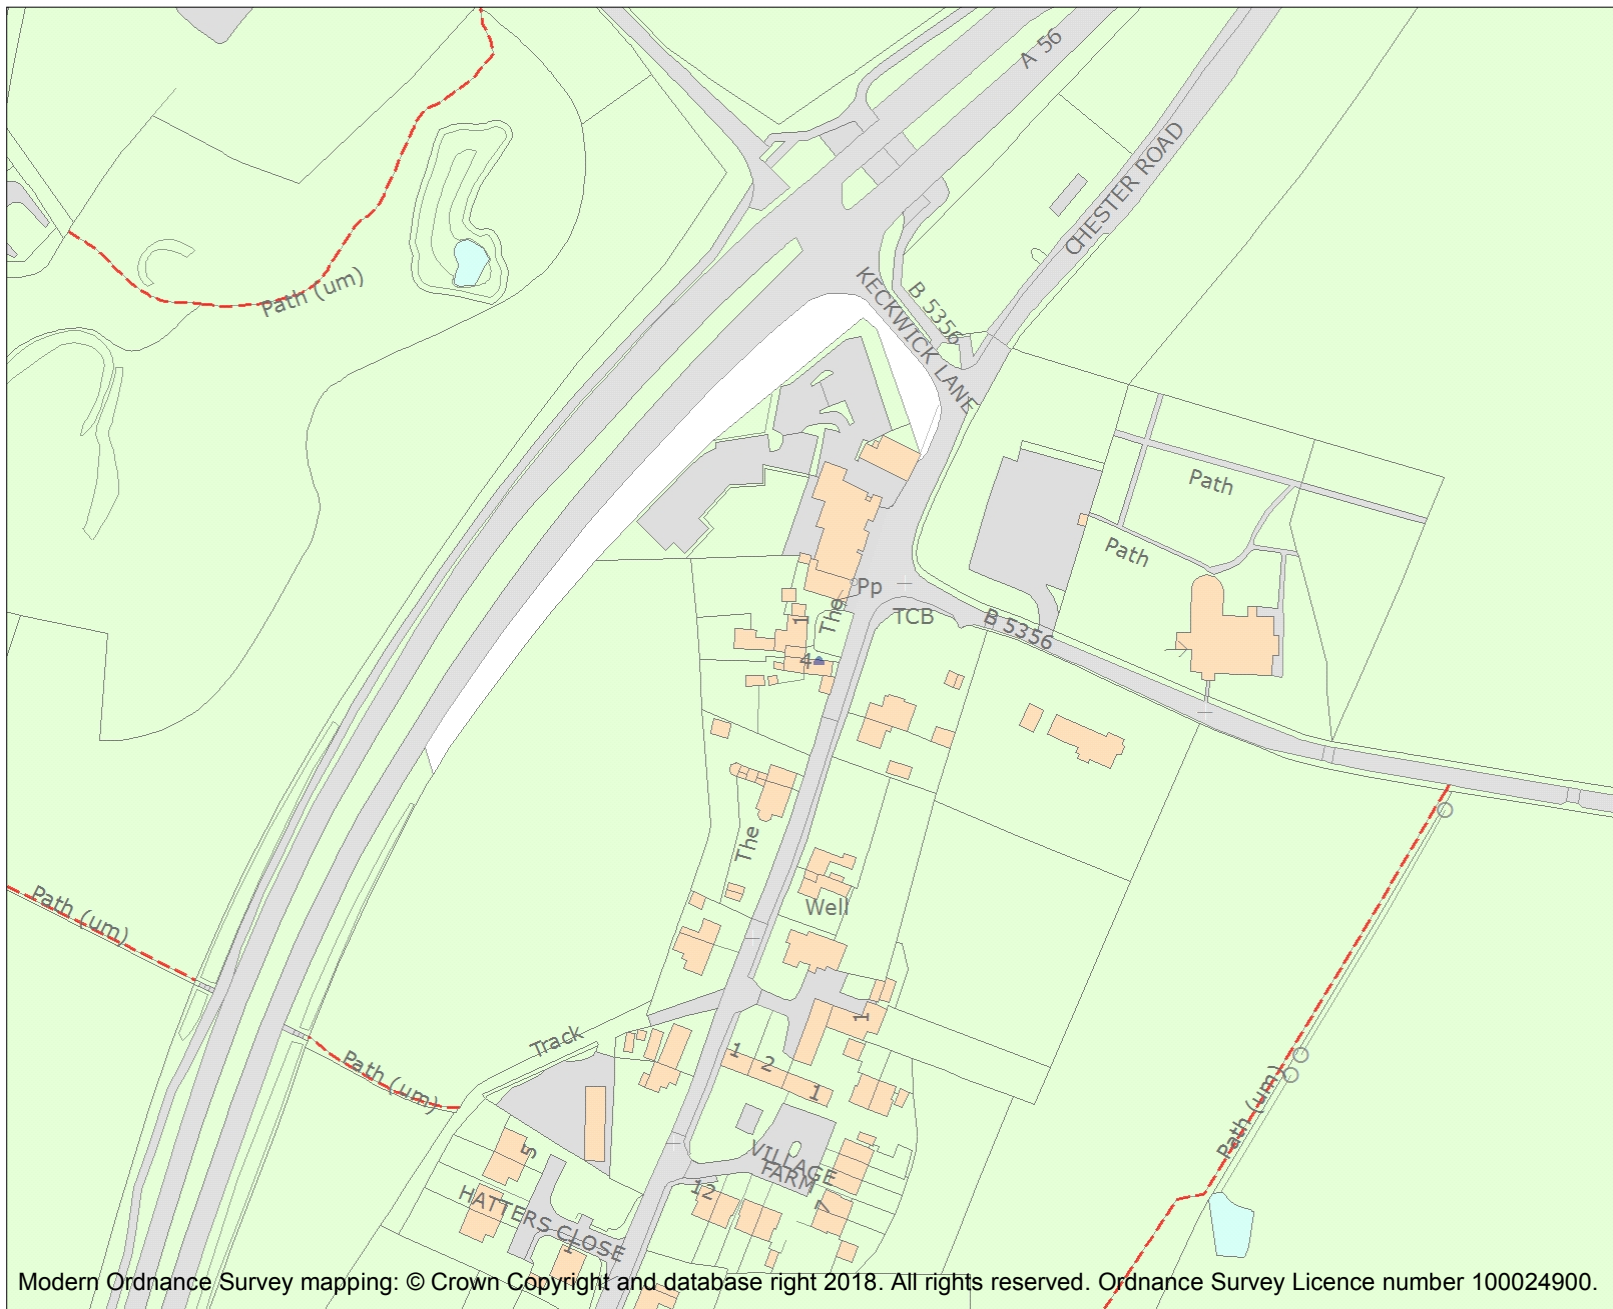 A 56
CHESTER ROAD
Path (um)
B 5356
KECKWICK LANE
Path
Path
Pp
The
TCB
B 5356
1
4
The
Path (um)
Well
1
Track
1
2
1
Path (um)
Path (um)
5
VILLAGE
FARM
12
7
HATTERS CLOSE
1
Modern Ordnance Survey mapping: © Crown Copyright and database right 2018. All rights reserved. Ordnance Survey Licence number 100024900.